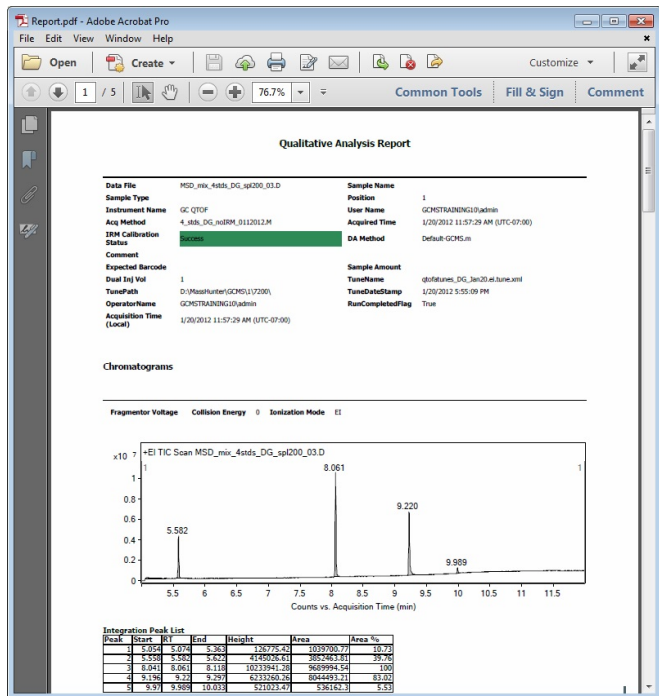 Report.pdf - Adobe Acrobat Pro
File Edit View Window Help
Open Create Customize
1 / 5 76.7% Common Tools Fill & Sign Comment
Qualitative Analysis Report
Data File MSD_mix_4stds_DG_spl200_03.D Sample Name
Sample Type Position 1
Instrument Name GC QTOF User Name GCMSTRAINING10\admin
Acq Method 4_stds_DG_noIRM_0112012.M Acquired Time 1/20/2012 11:57:29 AM (UTC-07:00)
IRM Calibration Status Success DA Method Default-GCMS.m
Comment
Expected Barcode Sample Amount
Dual Inj Vol 1 TuneName qtofatunes_DG_Jan20.ei.tune.xml
TunePath D:\MassHunter\GCMS\1\7200\ TuneDateStamp 1/20/2012 5:55:09 PM
OperatorName GCMSTRAINING10\admin RunCompletedFlag True
Acquisition Time (Local) 1/20/2012 11:57:29 AM (UTC-07:00)
Chromatograms
Fragmentor Voltage Collision Energy 0 Ionization Mode EI
x10 7 +EI TIC Scan MSD_mix_4stds_DG_spl200_03.D
1 8.061 1
1
0.8
9.220
0.6
5.582
0.4
0.2 9.989
0
5.5 6 6.5 7 7.5 8 8.5 9 9.5 10 10.5 11 11.5
Counts vs. Acquisition Time (min)
Integration Peak List
Peak Start RT End Height Area Area %
1 5.054 5.074 5.363 126775.42 1039700.77 10.73
2 5.558 5.582 5.622 4145026.61 3852463.81 39.76
3 8.041 8.061 8.118 10233941.28 9689994.54 100
4 9.196 9.22 9.297 6233260.26 8044493.21 83.02
5 9.97 9.989 10.033 521023.47 536162.3 5.53